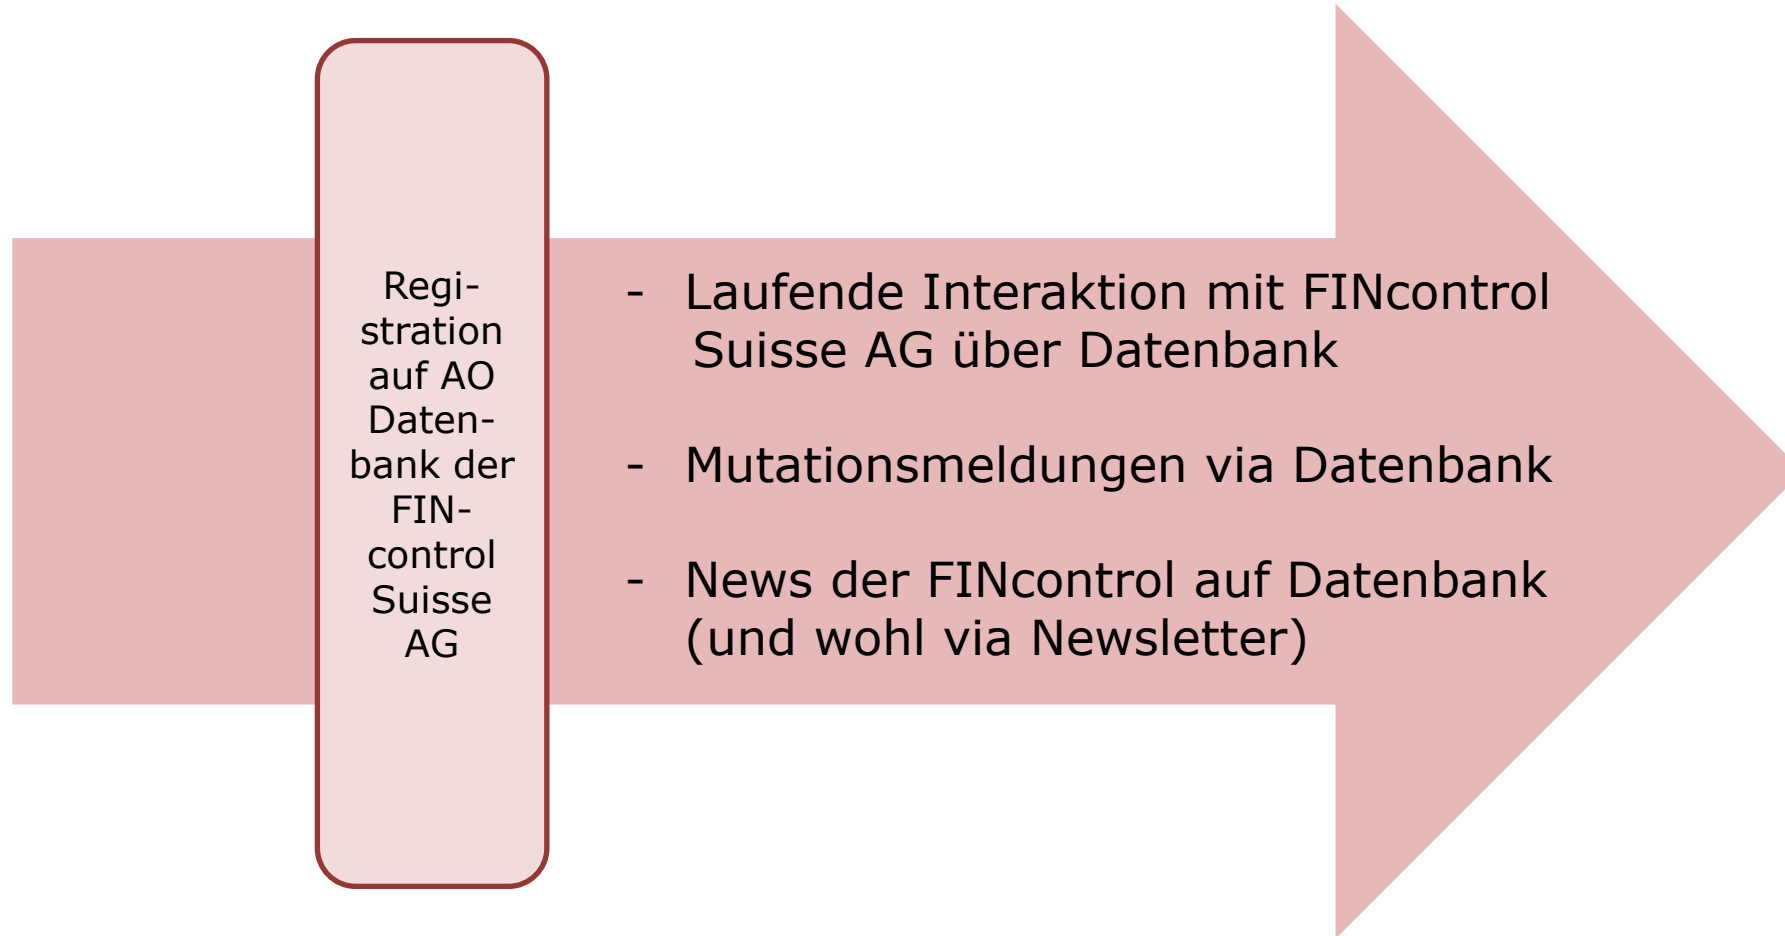 Regi-
stration
auf AO
Daten-
bank der
FIN-
control
Suisse
AG
- Laufende Interaktion mit FINcontrol
Suisse AG über Datenbank
- Mutationsmeldungen via Datenbank
- News der FINcontrol auf Datenbank
(und wohl via Newsletter)